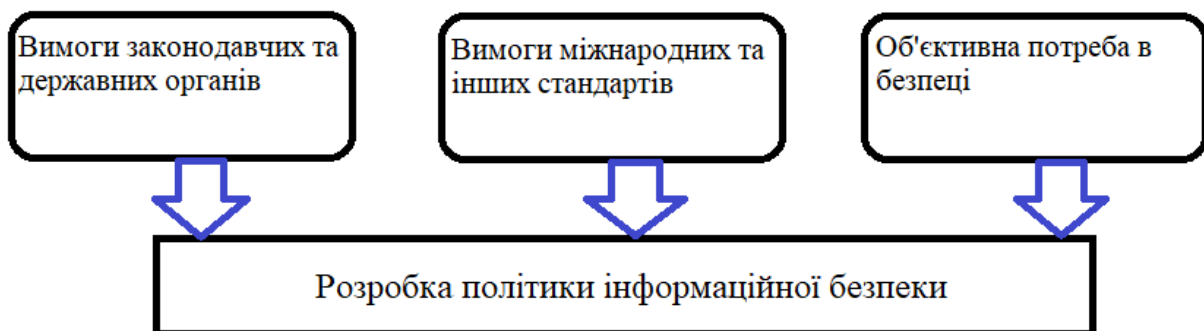 Вимоги законодавчих та
державних органів
Вимоги міжнародних та
інших стандартів
Об'єктивна потреба в
безпеці
Розробка політики інформаційної безпеки